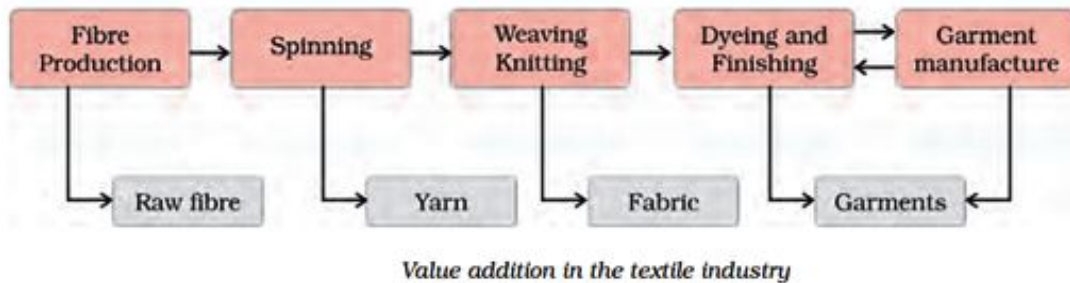 Fibre
Production
Spinning
Weaving
Knitting
Dyeing and
Finishing
Garment
manufacture
Raw fibre
Yarn
Fabric
Garments
Value addition in the textile industry